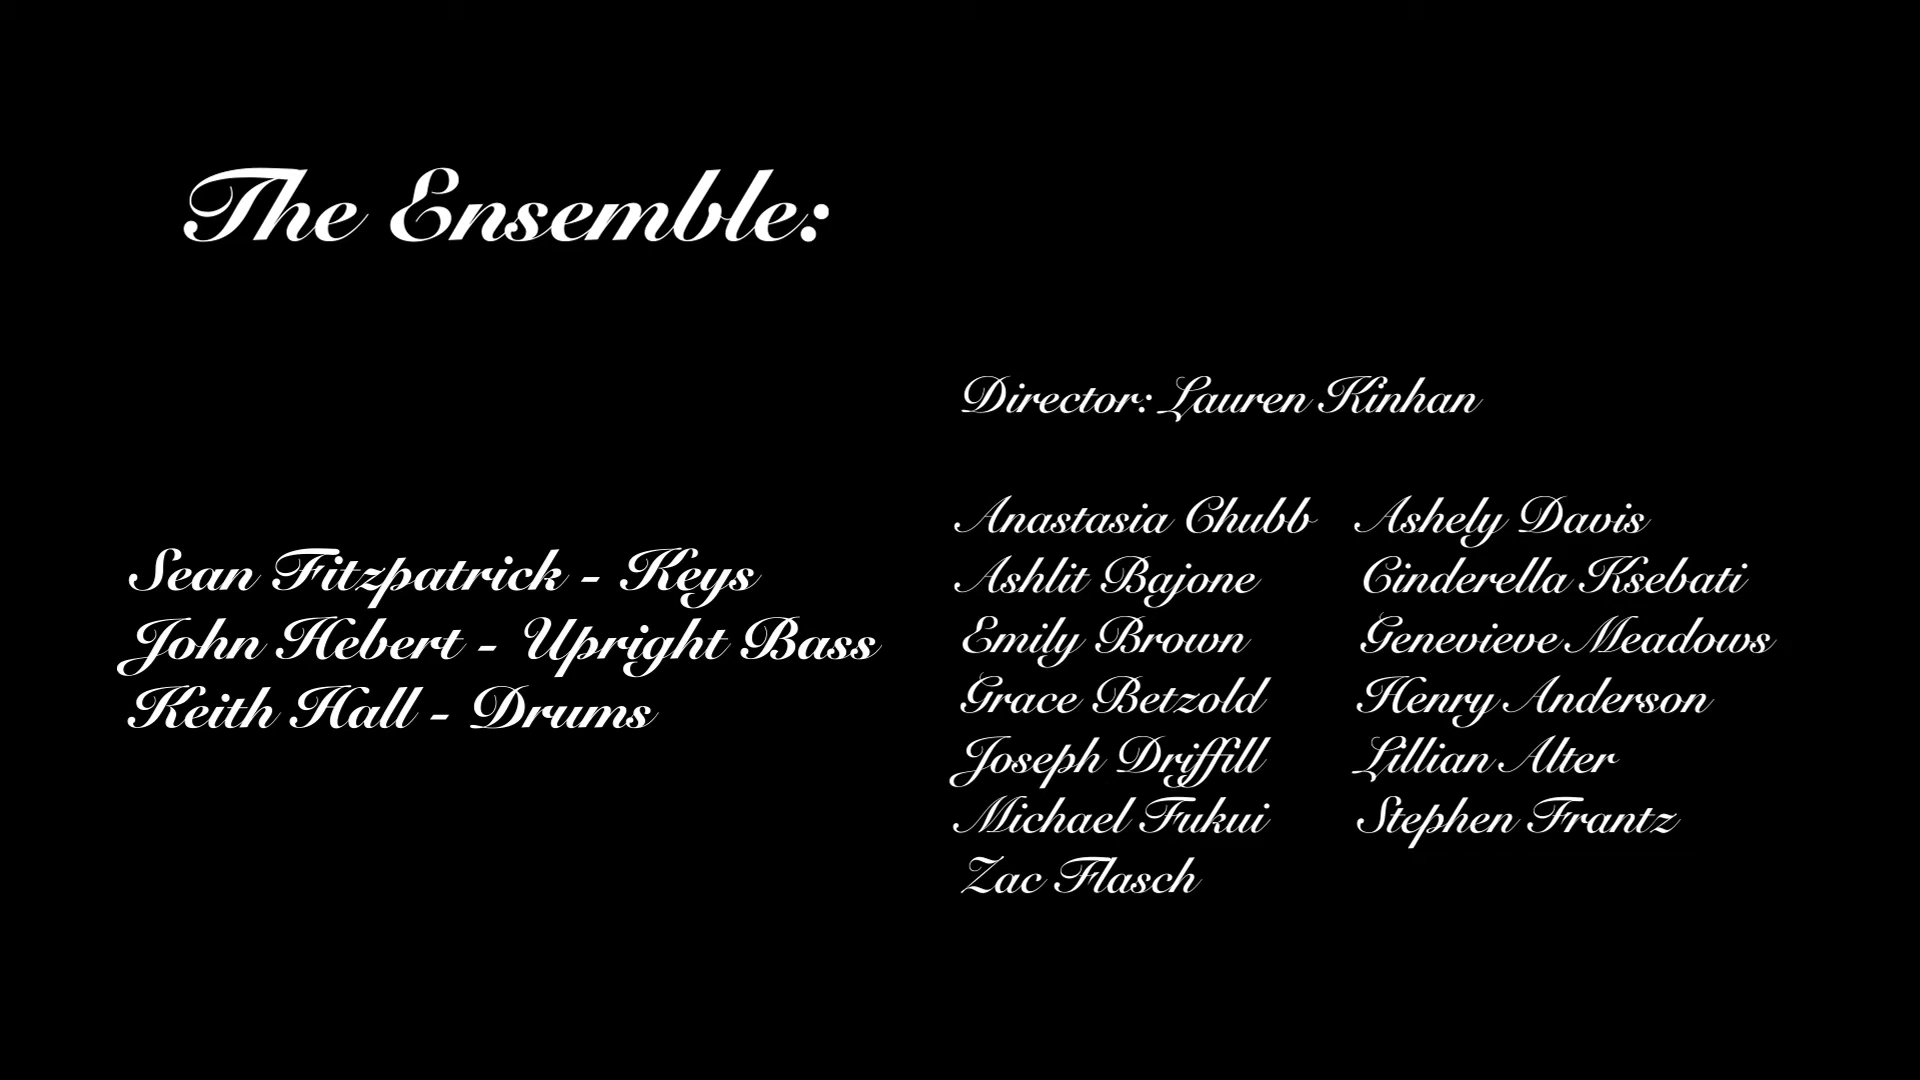 The Ensemble:
Sean Fitzpatrick - Keys
John Hebert - Upright Bass
Keith Hall - Drums
Director: Lauren Kinhan
Anastasia Chubb
Ashlit Bajone
Emily Brown
Grace Betzold
Joseph Driffill
Michael Fukui
Zac Flasch
Ashely Davis
Cinderella Ksebati
Genevieve Meadows
Henry Anderson
Lillian Alter
Stephen Frantz